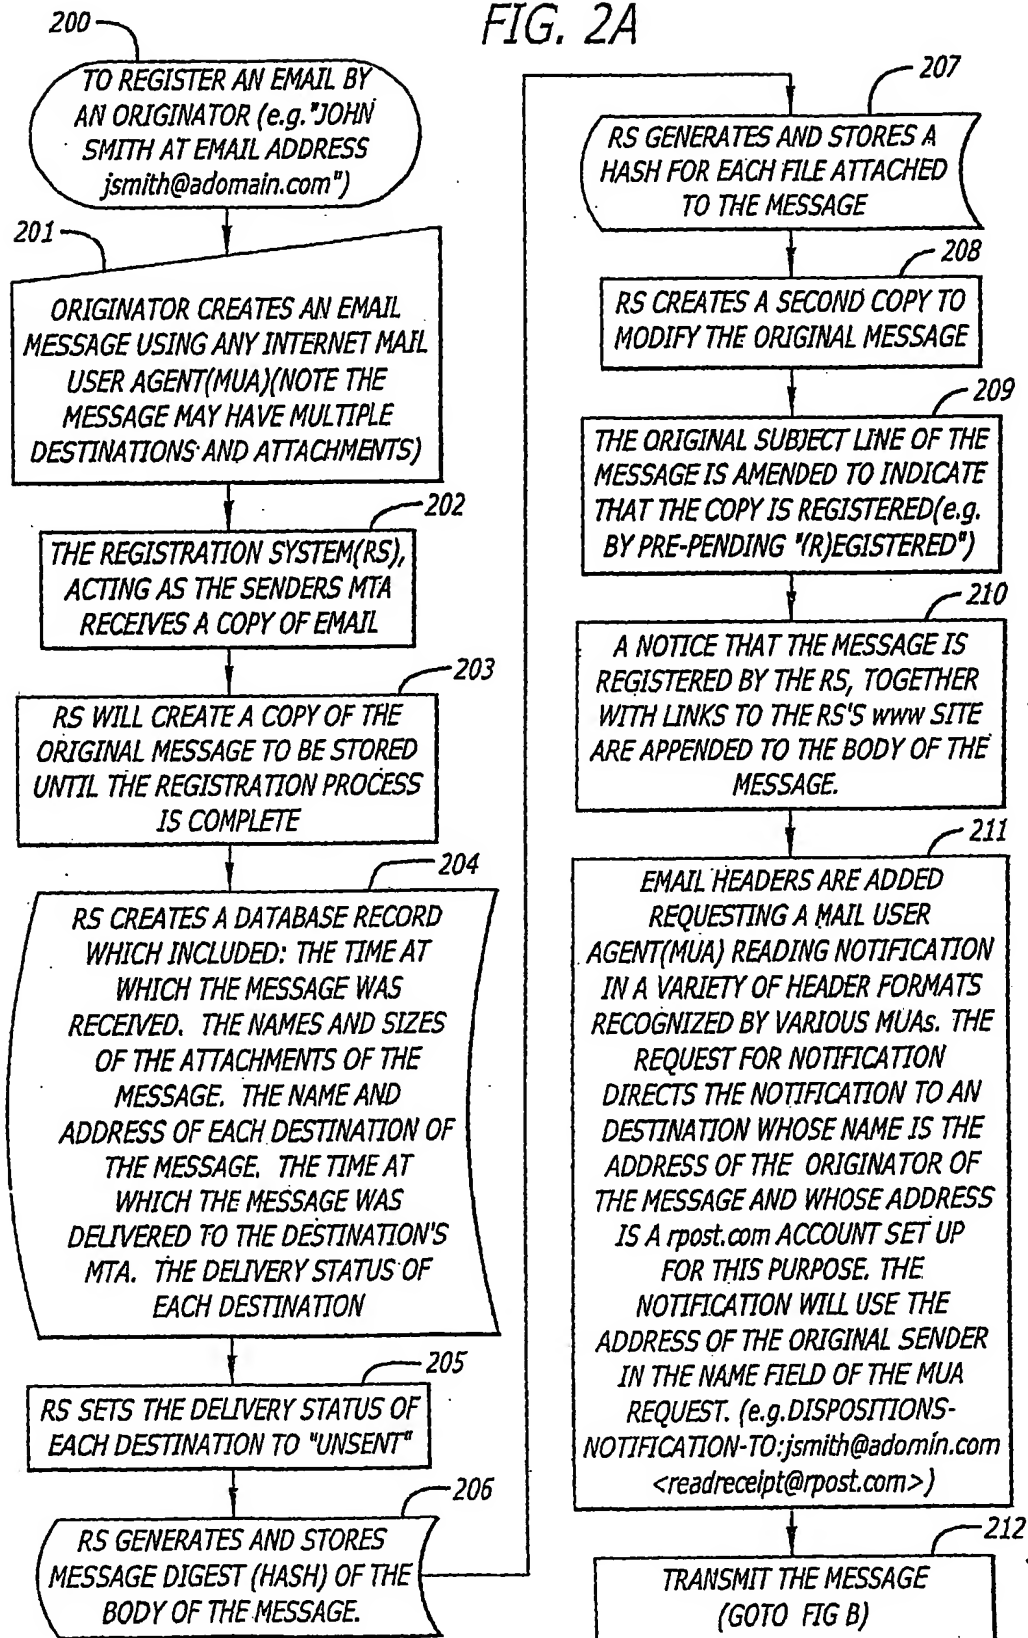 FIG. 2A
200
TO REGISTER AN EMAIL BY
AN ORIGINATOR (e.g."JOHN
SMITH AT EMAIL ADDRESS
jsmith@adomain.com")
201
ORIGINATOR CREATES AN EMAIL
MESSAGE USING ANY INTERNET MAIL
USER AGENT(MUA)(NOTE THE
MESSAGE MAY HAVE MULTIPLE
DESTINATIONS AND ATTACHMENTS)
202
THE REGISTRATION SYSTEM(RS),
ACTING AS THE SENDERS MTA
RECEIVES A COPY OF EMAIL
203
RS WILL CREATE A COPY OF THE
ORIGINAL MESSAGE TO BE STORED
UNTIL THE REGISTRATION PROCESS
IS COMPLETE
204
RS CREATES A DATABASE RECORD
WHICH INCLUDED: THE TIME AT
WHICH THE MESSAGE WAS
RECEIVED. THE NAMES AND SIZES
OF THE ATTACHMENTS OF THE
MESSAGE. THE NAME AND
ADDRESS OF EACH DESTINATION OF
THE MESSAGE. THE TIME AT
WHICH THE MESSAGE WAS
DELIVERED TO THE DESTINATION'S
MTA. THE DELIVERY STATUS OF
EACH DESTINATION
205
RS SETS THE DELIVERY STATUS OF
EACH DESTINATION TO "UNSENT"
206
RS GENERATES AND STORES
MESSAGE DIGEST (HASH) OF THE
BODY OF THE MESSAGE.
207
RS GENERATES AND STORES A
HASH FOR EACH FILE ATTACHED
TO THE MESSAGE
208
RS CREATES A SECOND COPY TO
MODIFY THE ORIGINAL MESSAGE
209
THE ORIGINAL SUBJECT LINE OF THE
MESSAGE IS AMENDED TO INDICATE
THAT THE COPY IS REGISTERED(e.g.
BY PRE-PENDING "(R)EGISTERED")
210
A NOTICE THAT THE MESSAGE IS
REGISTERED BY THE RS, TOGETHER
WITH LINKS TO THE RS'S www SITE
ARE APPENDED TO THE BODY OF THE
MESSAGE.
211
EMAIL HEADERS ARE ADDED
REQUESTING A MAIL USER
AGENT(MUA) READING NOTIFICATION
IN A VARIETY OF HEADER FORMATS
RECOGNIZED BY VARIOUS MUAs. THE
REQUEST FOR NOTIFICATION
DIRECTS THE NOTIFICATION TO AN
DESTINATION WHOSE NAME IS THE
ADDRESS OF THE ORIGINATOR OF
THE MESSAGE AND WHOSE ADDRESS
IS A rpost.com ACCOUNT SET UP
FOR THIS PURPOSE. THE
NOTIFICATION WILL USE THE
ADDRESS OF THE ORIGINAL SENDER
IN THE NAME FIELD OF THE MUA
REQUEST. (e.g.DISPOSITIONS-
NOTIFICATION-TO:jsmith@adomin.com
<readreceipt@rpost.com>)
212
TRANSMIT THE MESSAGE
(GOTO FIG B)